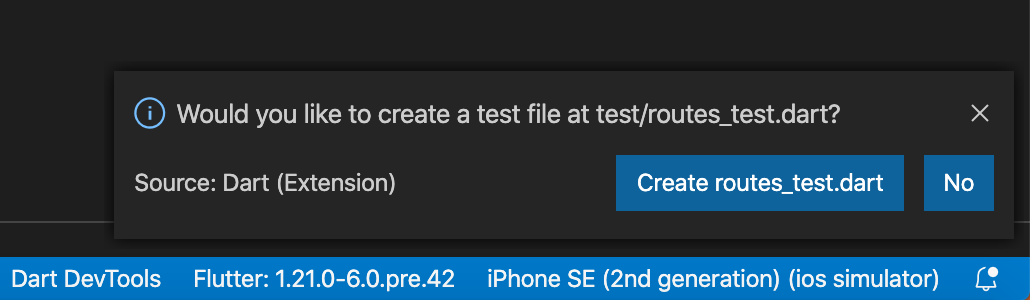 Would you like to create a test file at test/routes_test.dart?
Source: Dart (Extension)
Create routes_test.dart
No
Dart DevTools
Flutter: 1.21.0-6.0.pre.42
iPhone SE (2nd generation) (ios simulator)